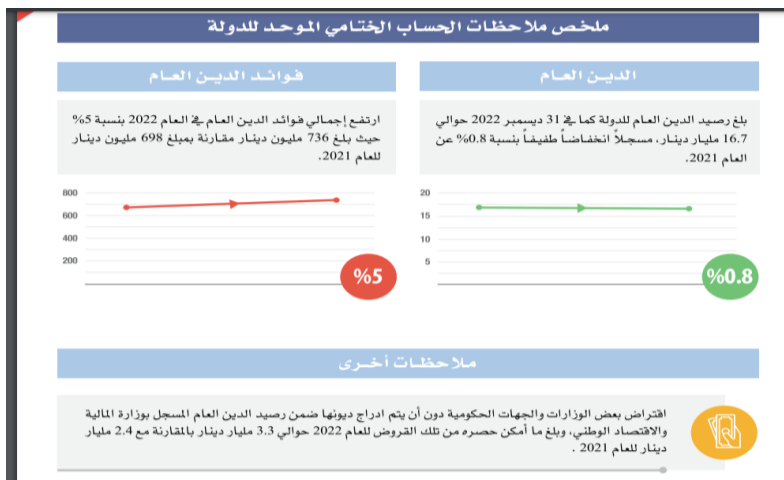 ملخص ملاحظات الحساب الختامي الموحد للدولة
الدين العام
بلغ رصيد الدين العام للدولة كما في 31 ديسمبر 2022 حوالي
16.7 مليار دينار، مسجلاً انخفاضاً طفيفاً بنسبة 0.8% عن
العام 2021.
20
15
10
5
%0.8
فوائد الدين العام
ارتفع إجمالي فوائد الدين العام في العام 2022 بنسبة 5%
حيث بلغ 736 مليون دينار مقارنة بمبلغ 698 مليون دينار
للعام 2021.
800
600
400
200
%5
ملاحظات أخرى
اقتراض بعض الوزارات والجهات الحكومية دون أن يتم ادراج ديونها ضمن رصيد الدين العام المسجل بوزارة المالية
والاقتصاد الوطني، وبلغ ما أمكن حصره من تلك القروض للعام 2022 حوالي 3.3 مليار دينار بالمقارنة مع 2.4 مليار
دينار للعام 2021 .